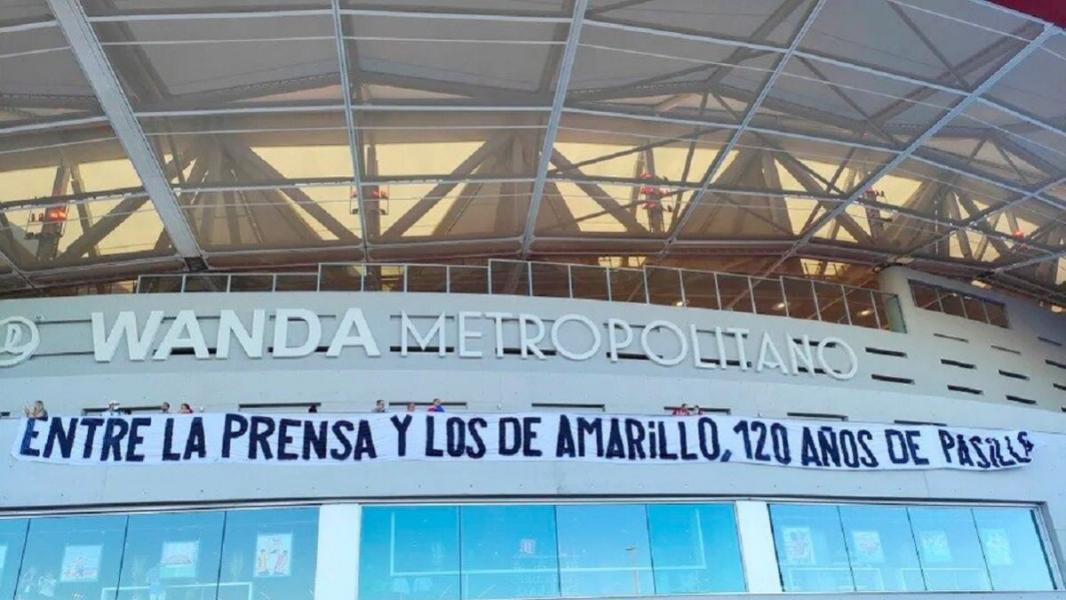 WANDA METROPOLITANO
ENTRE LA PRENSA Y LOS DE AMARiLLO, 120 AÑOS DE PASiLLO